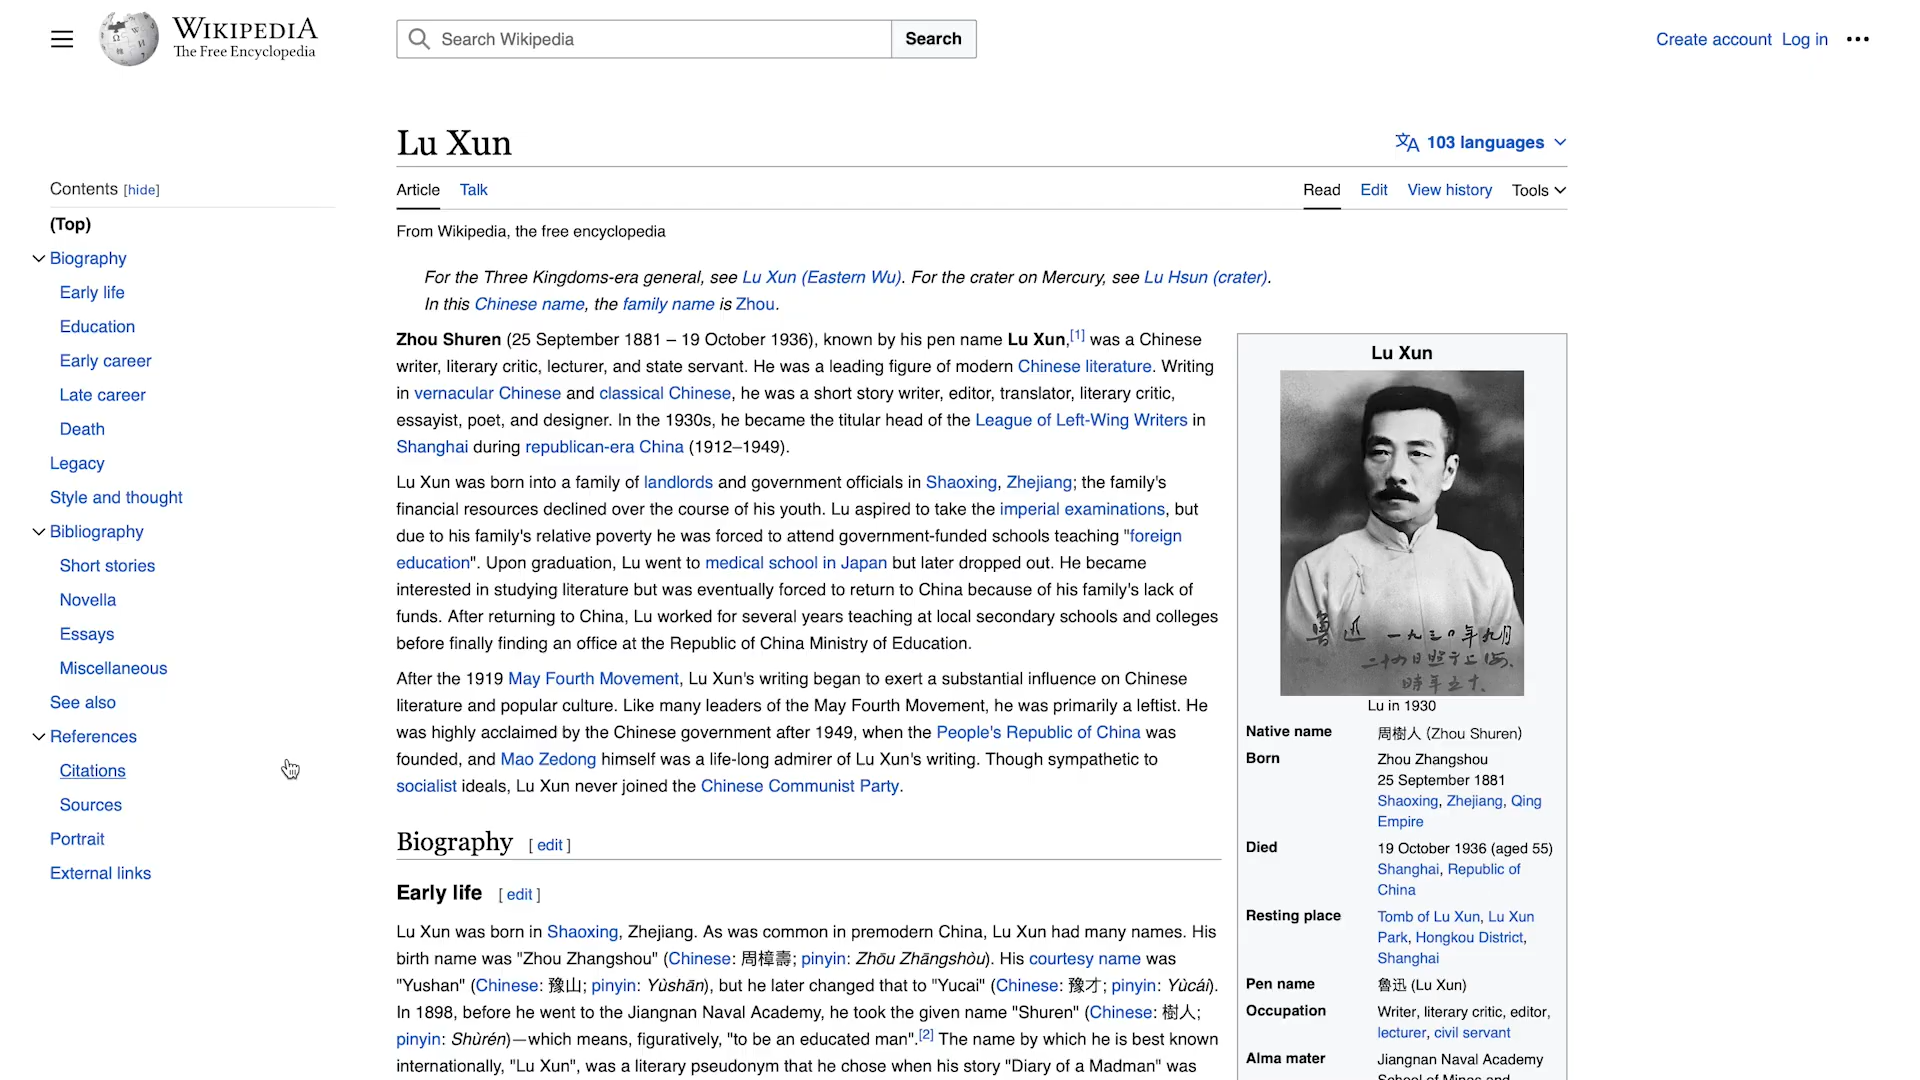 WIKIPEDIA
The Free Encyclopedia
Search Wikipedia
Search
Create account Log in
Contents [hide]
(Top)
Biography
Early life
Education
Early career
Late career
Death
Legacy
Style and thought
Bibliography
Short stories
Novella
Essays
Miscellaneous
See also
References
Citations
Sources
Portrait
External links
Lu Xun
103 languages
Article Talk
Read Edit View history Tools
From Wikipedia, the free encyclopedia
For the Three Kingdoms-era general, see Lu Xun (Eastern Wu). For the crater on Mercury, see Lu Hsun (crater).
In this Chinese name, the family name is Zhou.
Zhou Shuren (25 September 1881 – 19 October 1936), known by his pen name Lu Xun,[1] was a Chinese
writer, literary critic, lecturer, and state servant. He was a leading figure of modern Chinese literature. Writing
in vernacular Chinese and classical Chinese, he was a short story writer, editor, translator, literary critic,
essayist, poet, and designer. In the 1930s, he became the titular head of the League of Left-Wing Writers in
Shanghai during republican-era China (1912–1949).
Lu Xun was born into a family of landlords and government officials in Shaoxing, Zhejiang; the family's
financial resources declined over the course of his youth. Lu aspired to take the imperial examinations, but
due to his family's relative poverty he was forced to attend government-funded schools teaching "foreign
education". Upon graduation, Lu went to medical school in Japan but later dropped out. He became
interested in studying literature but was eventually forced to return to China because of his family's lack of
funds. After returning to China, Lu worked for several years teaching at local secondary schools and colleges
before finally finding an office at the Republic of China Ministry of Education.
After the 1919 May Fourth Movement, Lu Xun's writing began to exert a substantial influence on Chinese
literature and popular culture. Like many leaders of the May Fourth Movement, he was primarily a leftist. He
was highly acclaimed by the Chinese government after 1949, when the People's Republic of China was
founded, and Mao Zedong himself was a life-long admirer of Lu Xun's writing. Though sympathetic to
socialist ideals, Lu Xun never joined the Chinese Communist Party.
Biography [ edit ]
Early life [ edit ]
Lu Xun was born in Shaoxing, Zhejiang. As was common in premodern China, Lu Xun had many names. His
birth name was "Zhou Zhangshou" (Chinese: 周樟壽; pinyin: Zhōu Zhāngshòu). His courtesy name was
"Yushan" (Chinese: 豫山; pinyin: Yùshān), but he later changed that to "Yucai" (Chinese: 豫才; pinyin: Yùcái).
In 1898, before he went to the Jiangnan Naval Academy, he took the given name "Shuren" (Chinese: 樹人;
pinyin: Shùrén)—which means, figuratively, "to be an educated man".[2] The name by which he is best known
internationally, "Lu Xun", was a literary pseudonym that he chose when his story "Diary of a Madman" was
Lu Xun
魯迅 一九三〇年九月
二十四日照于上海,
時年五十.
Lu in 1930
Native name 周樹人 (Zhou Shuren)
Born Zhou Zhangshou
25 September 1881
Shaoxing, Zhejiang, Qing
Empire
Died 19 October 1936 (aged 55)
Shanghai, Republic of
China
Resting place Tomb of Lu Xun, Lu Xun
Park, Hongkou District,
Shanghai
Pen name 魯迅 (Lu Xun)
Occupation Writer, literary critic, editor,
lecturer, civil servant
Alma mater Jiangnan Naval Academy
School of Mines and